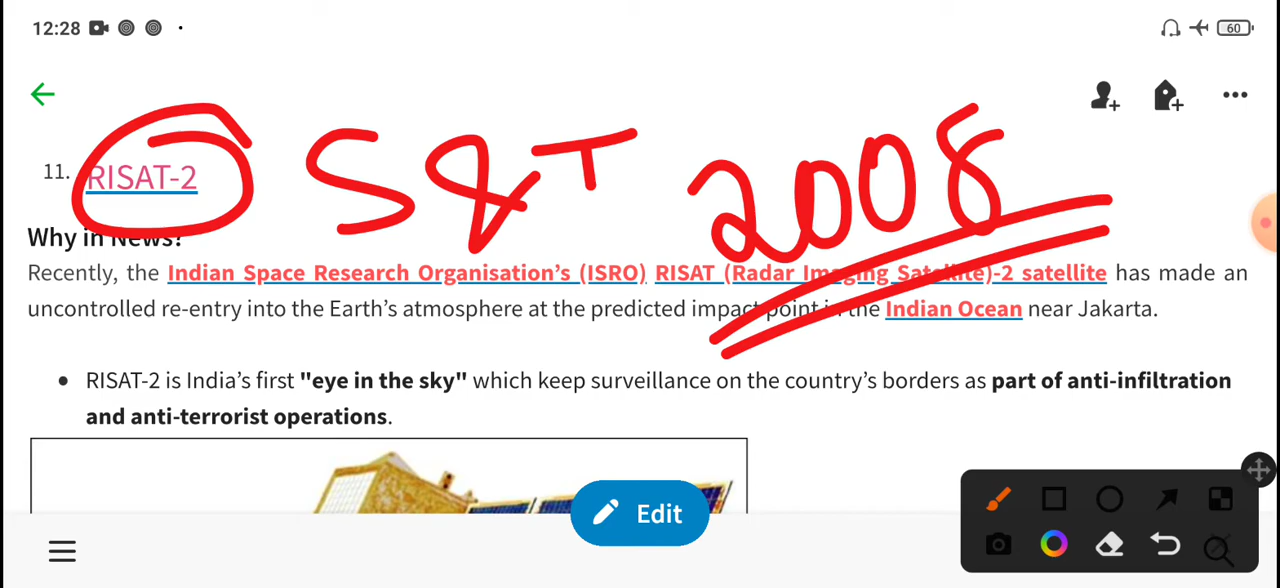 12:28 60
11. RISAT-2 S&T 2008
Why in News?
Recently, the Indian Space Research Organisation’s (ISRO) RISAT (Radar Imaging Satellite)-2 satellite has made an
uncontrolled re-entry into the Earth’s atmosphere at the predicted impact point in the Indian Ocean near Jakarta.
• RISAT-2 is India’s first "eye in the sky" which keep surveillance on the country’s borders as part of anti-infiltration
and anti-terrorist operations.
Edit